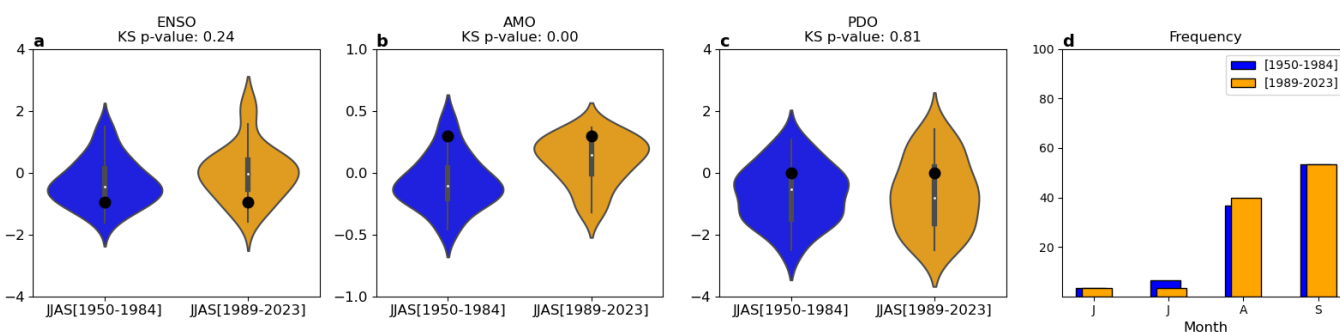 ENSO
KS p-value: 0.24
a
4
2
0
−2
−4
JJAS[1950-1984] JJAS[1989-2023]
AMO
KS p-value: 0.00
b
1.0
0.5
0.0
−0.5
−1.0
JJAS[1950-1984] JJAS[1989-2023]
PDO
KS p-value: 0.81
c
4
2
0
−2
−4
JJAS[1950-1984] JJAS[1989-2023]
Frequency
d
100
80
60
40
20
[1950-1984]
[1989-2023]
J J A S
Month